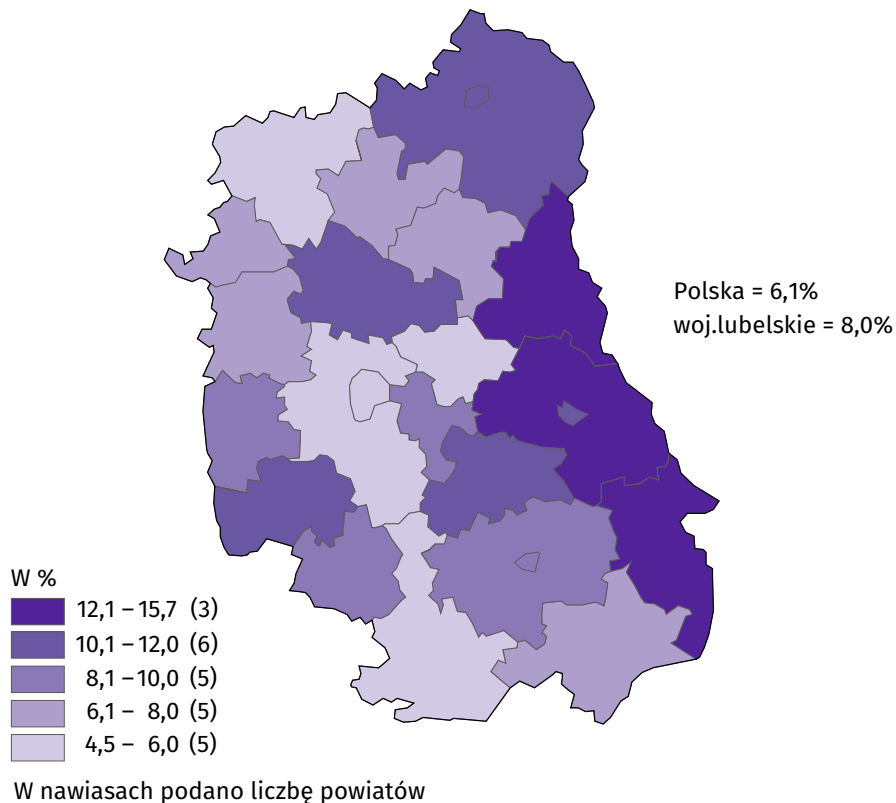 Polska = 6,1%
woj.lubelskie = 8,0%
W %
12,1 – 15,7 (3)
10,1 – 12,0 (6)
8,1 – 10,0 (5)
6,1 – 8,0 (5)
4,5 – 6,0 (5)
W nawiasach podano liczbę powiatów